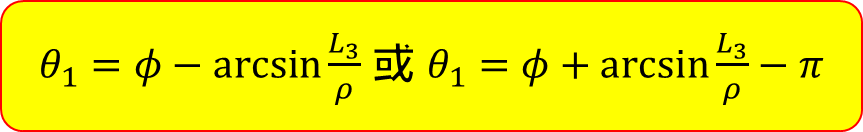 θ₁ = ϕ − arcsin L₃/ρ 或 θ₁ = ϕ + arcsin L₃/ρ − π